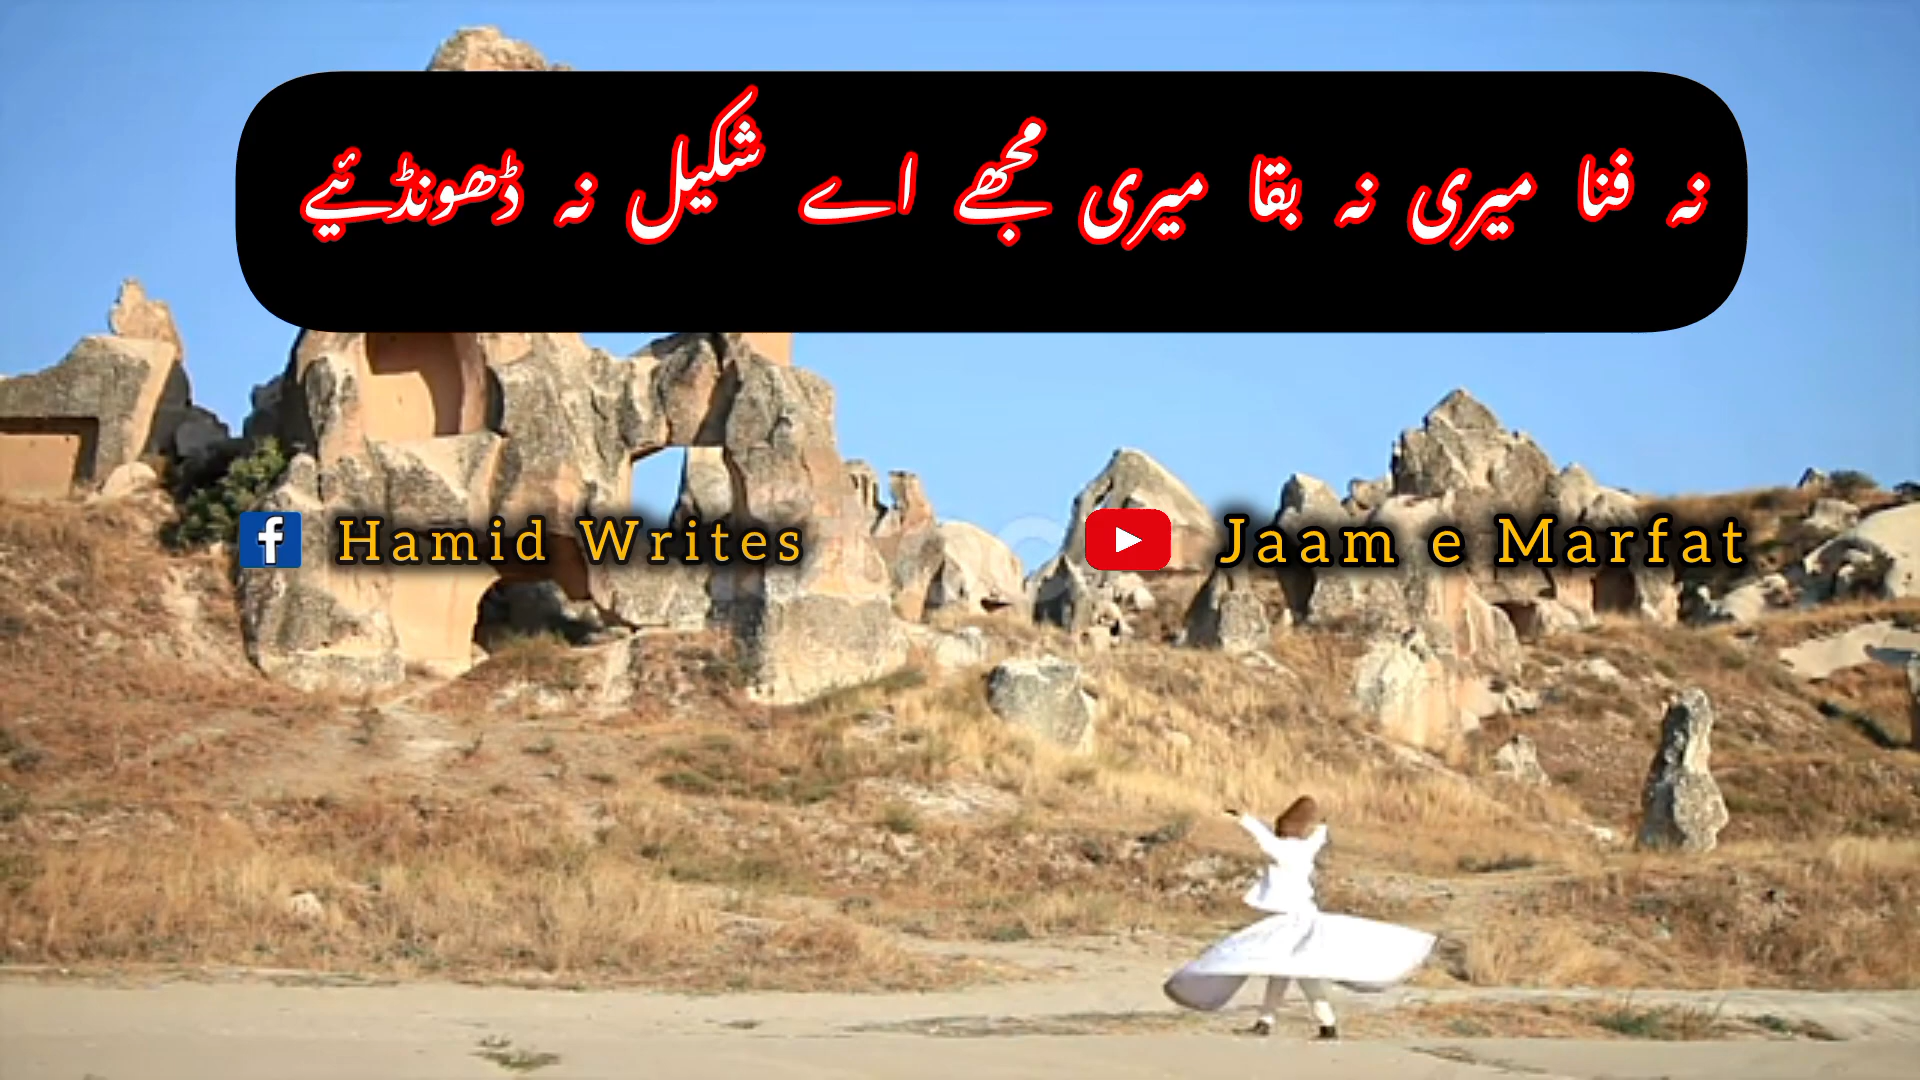 نہ فنا میری نہ بقا میری مجھے اے شکیل نہ ڈھونڈئیے
Hamid Writes
Jaam e Marfat